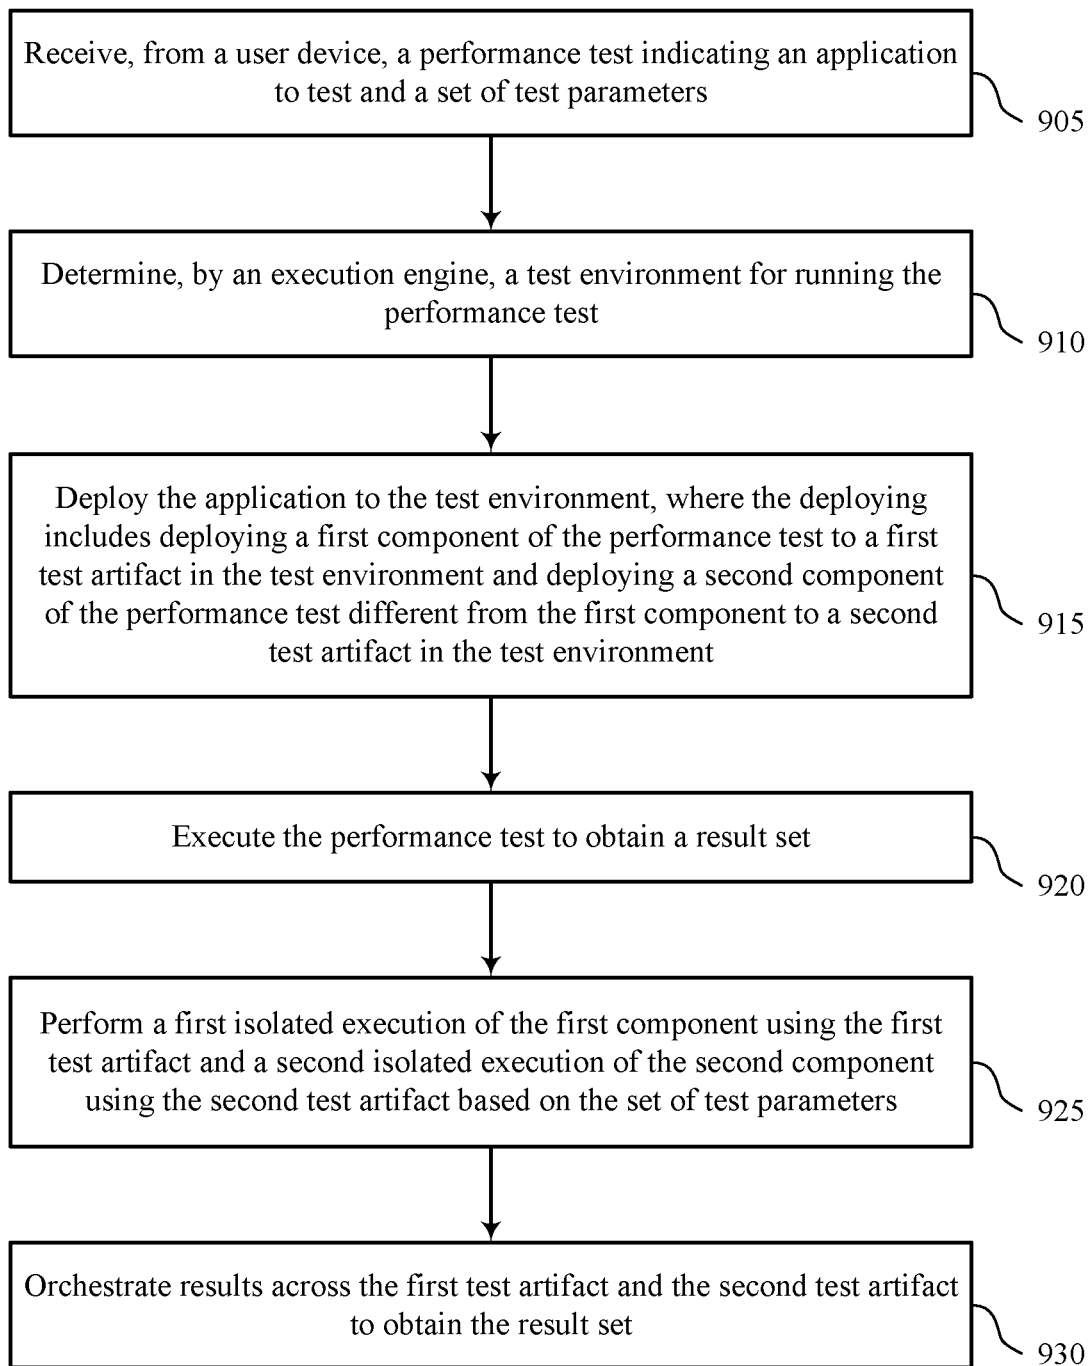 Receive, from a user device, a performance test indicating an application
to test and a set of test parameters
905
Determine, by an execution engine, a test environment for running the
performance test
910
Deploy the application to the test environment, where the deploying
includes deploying a first component of the performance test to a first
test artifact in the test environment and deploying a second component
of the performance test different from the first component to a second
test artifact in the test environment
915
Execute the performance test to obtain a result set
920
Perform a first isolated execution of the first component using the first
test artifact and a second isolated execution of the second component
using the second test artifact based on the set of test parameters
925
Orchestrate results across the first test artifact and the second test artifact
to obtain the result set
930